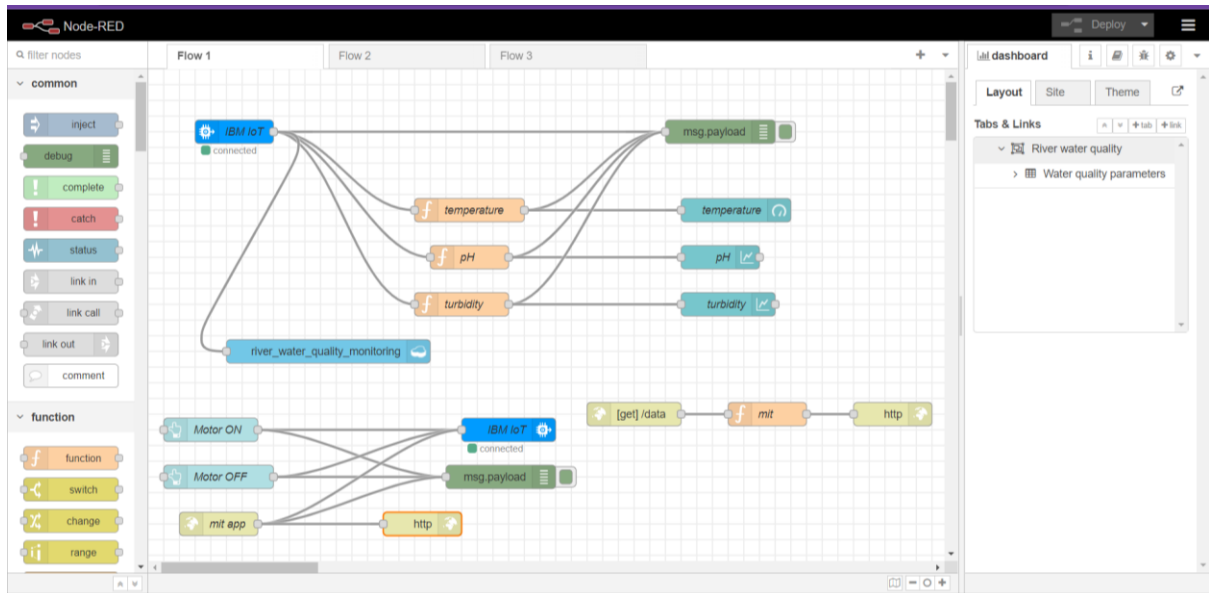 Node-RED
Deploy
filter nodes
Flow 1
Flow 2
Flow 3
dashboard
i
common
inject
debug
complete
catch
status
link in
link call
link out
comment
function
function
switch
change
range
IBM IoT
connected
msg.payload
temperature
temperature
pH
pH
turbidity
turbidity
river_water_quality_monitoring
[get] /data
mit
http
Motor ON
IBM IoT
connected
Motor OFF
msg.payload
mit app
http
Layout
Site
Theme
Tabs & Links
+ tab
+ link
River water quality
Water quality parameters